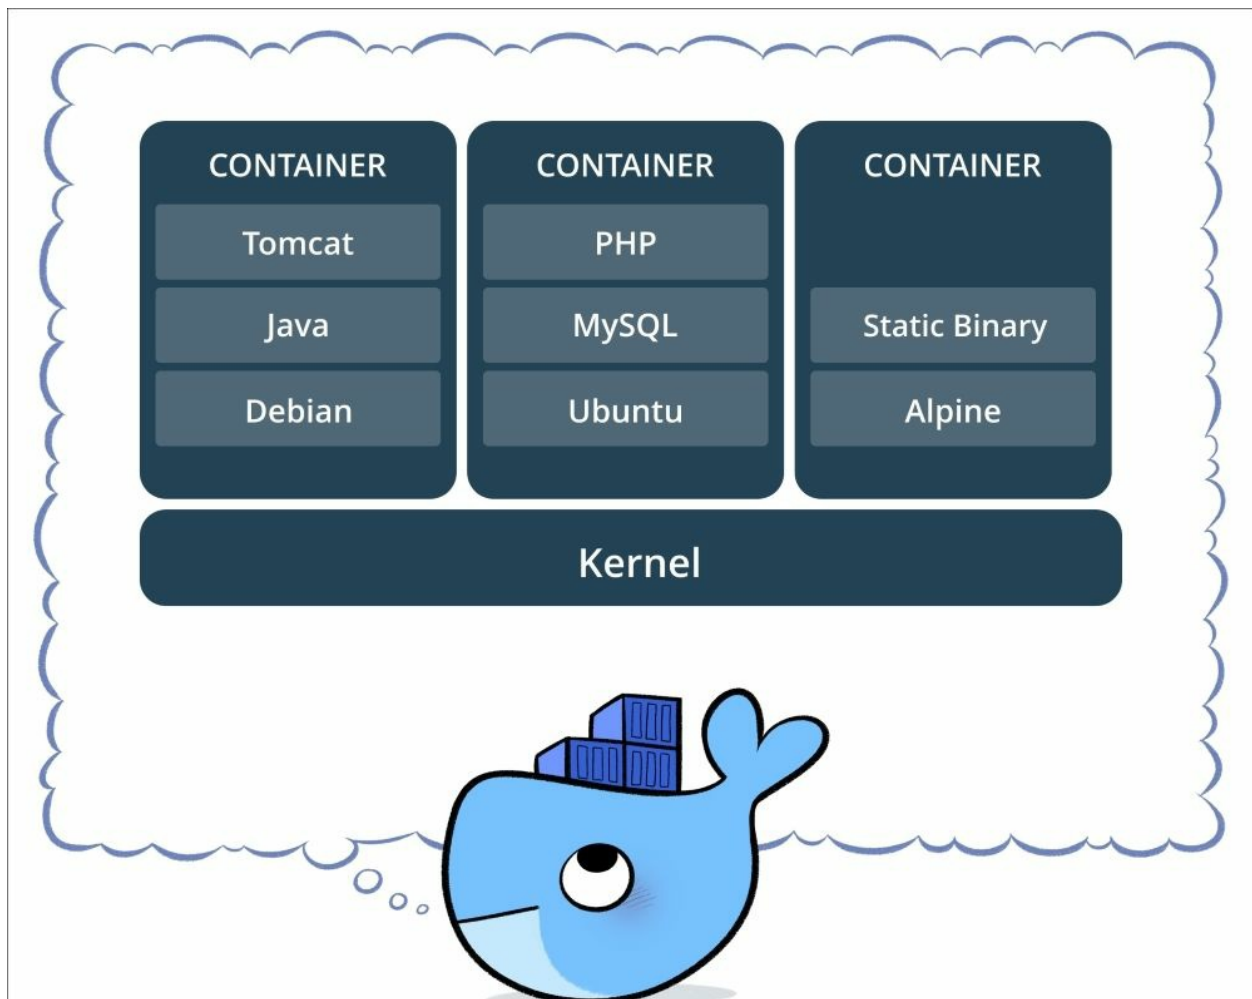 CONTAINER
Tomcat
Java
Debian
CONTAINER
PHP
MySQL
Ubuntu
CONTAINER
Static Binary
Alpine
Kernel